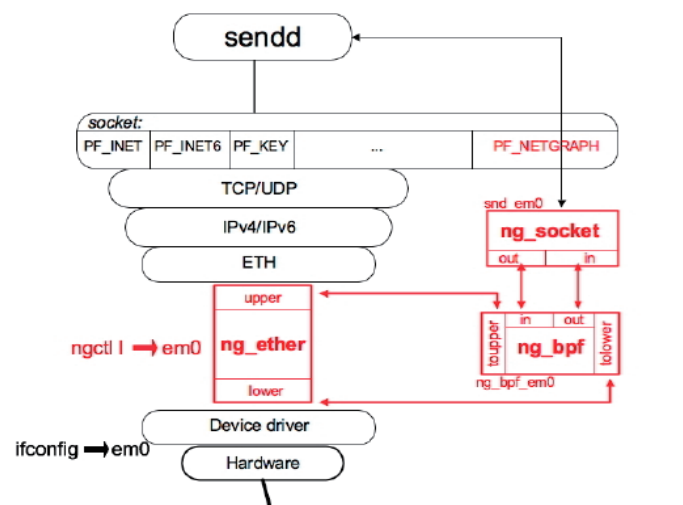 sendd
socket:
PF_INET PF_INET6 PF_KEY ... PF_NETGRAPH
TCP/UDP
snd_em0
IPv4/IPv6
ng_socket
out in
ETH
upper
in out
toupper
tolower
ngctl l em0
ng_ether
ng_bpf
ng_bpf_em0
lower
Device driver
ifconfig em0
Hardware